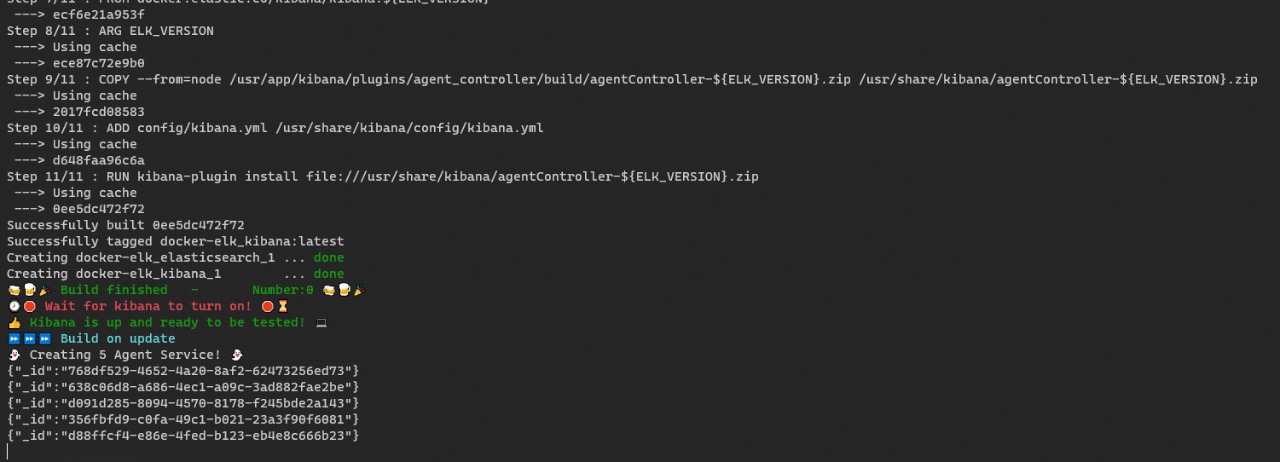 Step 7/11 : FROM docker.elastic.co/kibana/kibana:${ELK_VERSION}
 ---> ecf6e21a953f
Step 8/11 : ARG ELK_VERSION
 ---> Using cache
 ---> ece87c72e9b0
Step 9/11 : COPY --from=node /usr/app/kibana/plugins/agent_controller/build/agentController-${ELK_VERSION}.zip /usr/share/kibana/agentController-${ELK_VERSION}.zip
 ---> Using cache
 ---> 2017fcd08583
Step 10/11 : ADD config/kibana.yml /usr/share/kibana/config/kibana.yml
 ---> Using cache
 ---> d648faa96c6a
Step 11/11 : RUN kibana-plugin install file:///usr/share/kibana/agentController-${ELK_VERSION}.zip
 ---> Using cache
 ---> 0ee5dc472f72
Successfully built 0ee5dc472f72
Successfully tagged docker-elk_kibana:latest
Creating docker-elk_elasticsearch_1 ... done
Creating docker-elk_kibana_1        ... done
🍻🍺🎉 Build finished   -       Number:0 🍻🍺🎉
🕗🛑 Wait for kibana to turn on! 🛑⏳
👍 Kibana is up and ready to be tested! 💻
⏩⏩⏩ Build on update
👻 Creating 5 Agent Service! 👻
{"_id":"768df529-4652-4a20-8af2-62473256ed73"}
{"_id":"638c06d8-a686-4ec1-a09c-3ad882fae2be"}
{"_id":"d091d285-8094-4570-8178-f245bde2a143"}
{"_id":"356fbfd9-c0fa-49c1-b021-23a3f90f6081"}
{"_id":"d88ffcf4-e86e-4fed-b123-eb4e8c666b23"}